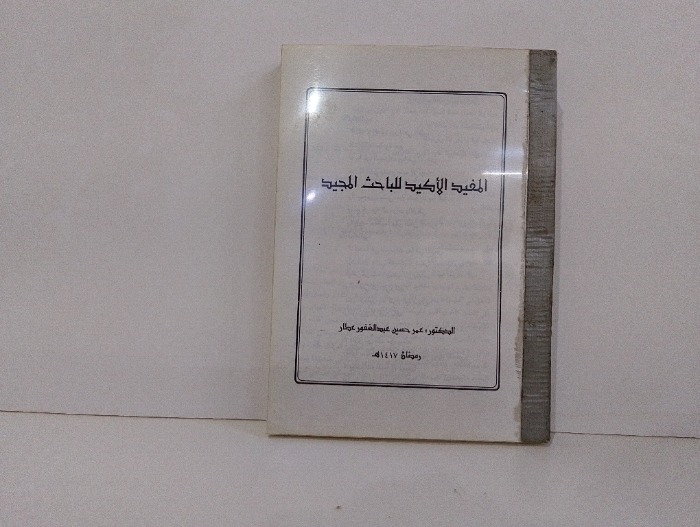 المفيد الأكيد للباحث المجيد
الدكتور: عمر حسين عبدالغفور عطار
رمضان ١٤١٧هـ